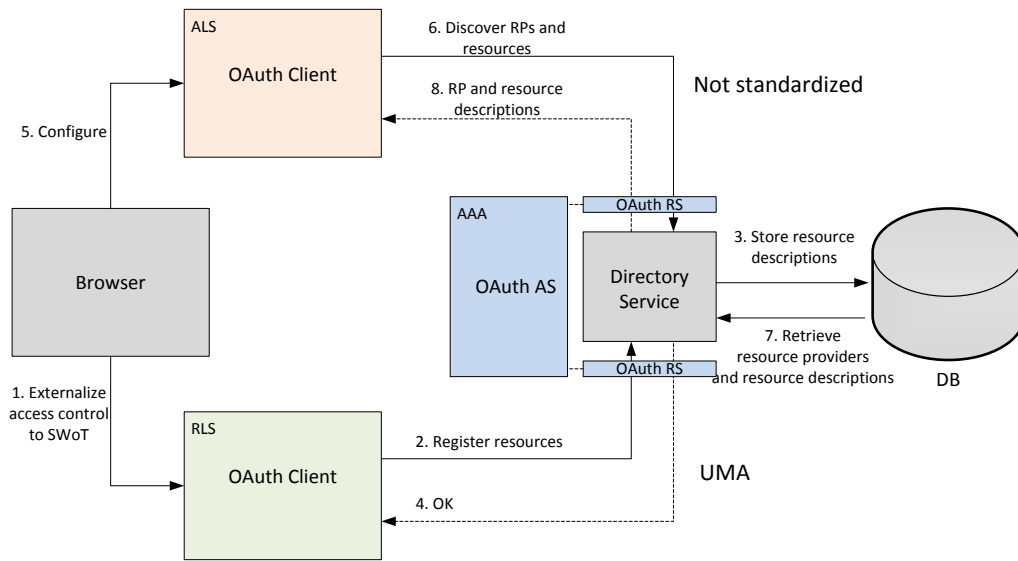 ALS
OAuth Client
6. Discover RPs and
resources
Not standardized
8. RP and resource
descriptions
5. Configure
AAA
OAuth RS
3. Store resource
descriptions
Browser
OAuth AS
Directory
Service
7. Retrieve
resource providers
and resource descriptions
OAuth RS
DB
1. Externalize
access control
to SWoT
RLS
OAuth Client
2. Register resources
UMA
4. OK